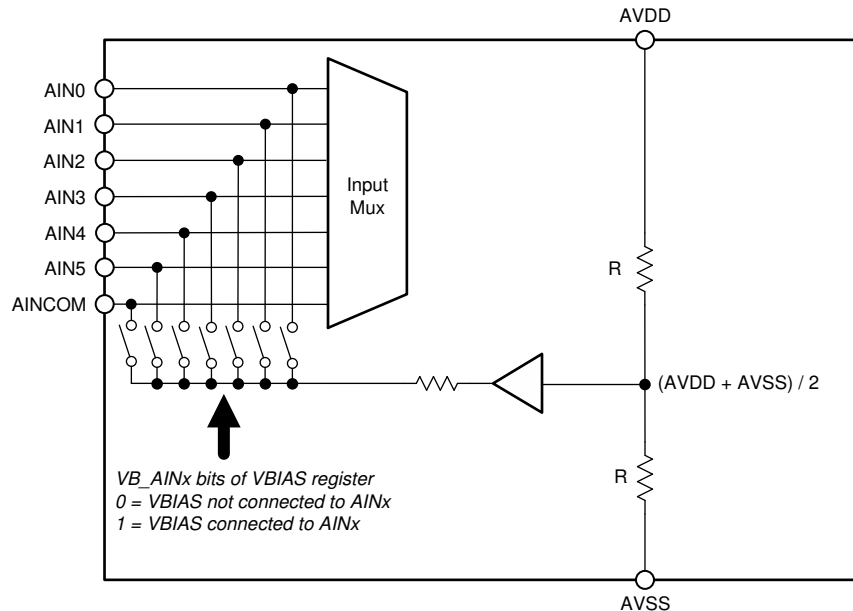 AVDD
AIN0
AIN1
AIN2
AIN3
AIN4
AIN5
AINCOM
Input
Mux
R
(AVDD + AVSS) / 2
R
VB_AINx bits of VBIAS register
0 = VBIAS not connected to AINx
1 = VBIAS connected to AINx
AVSS